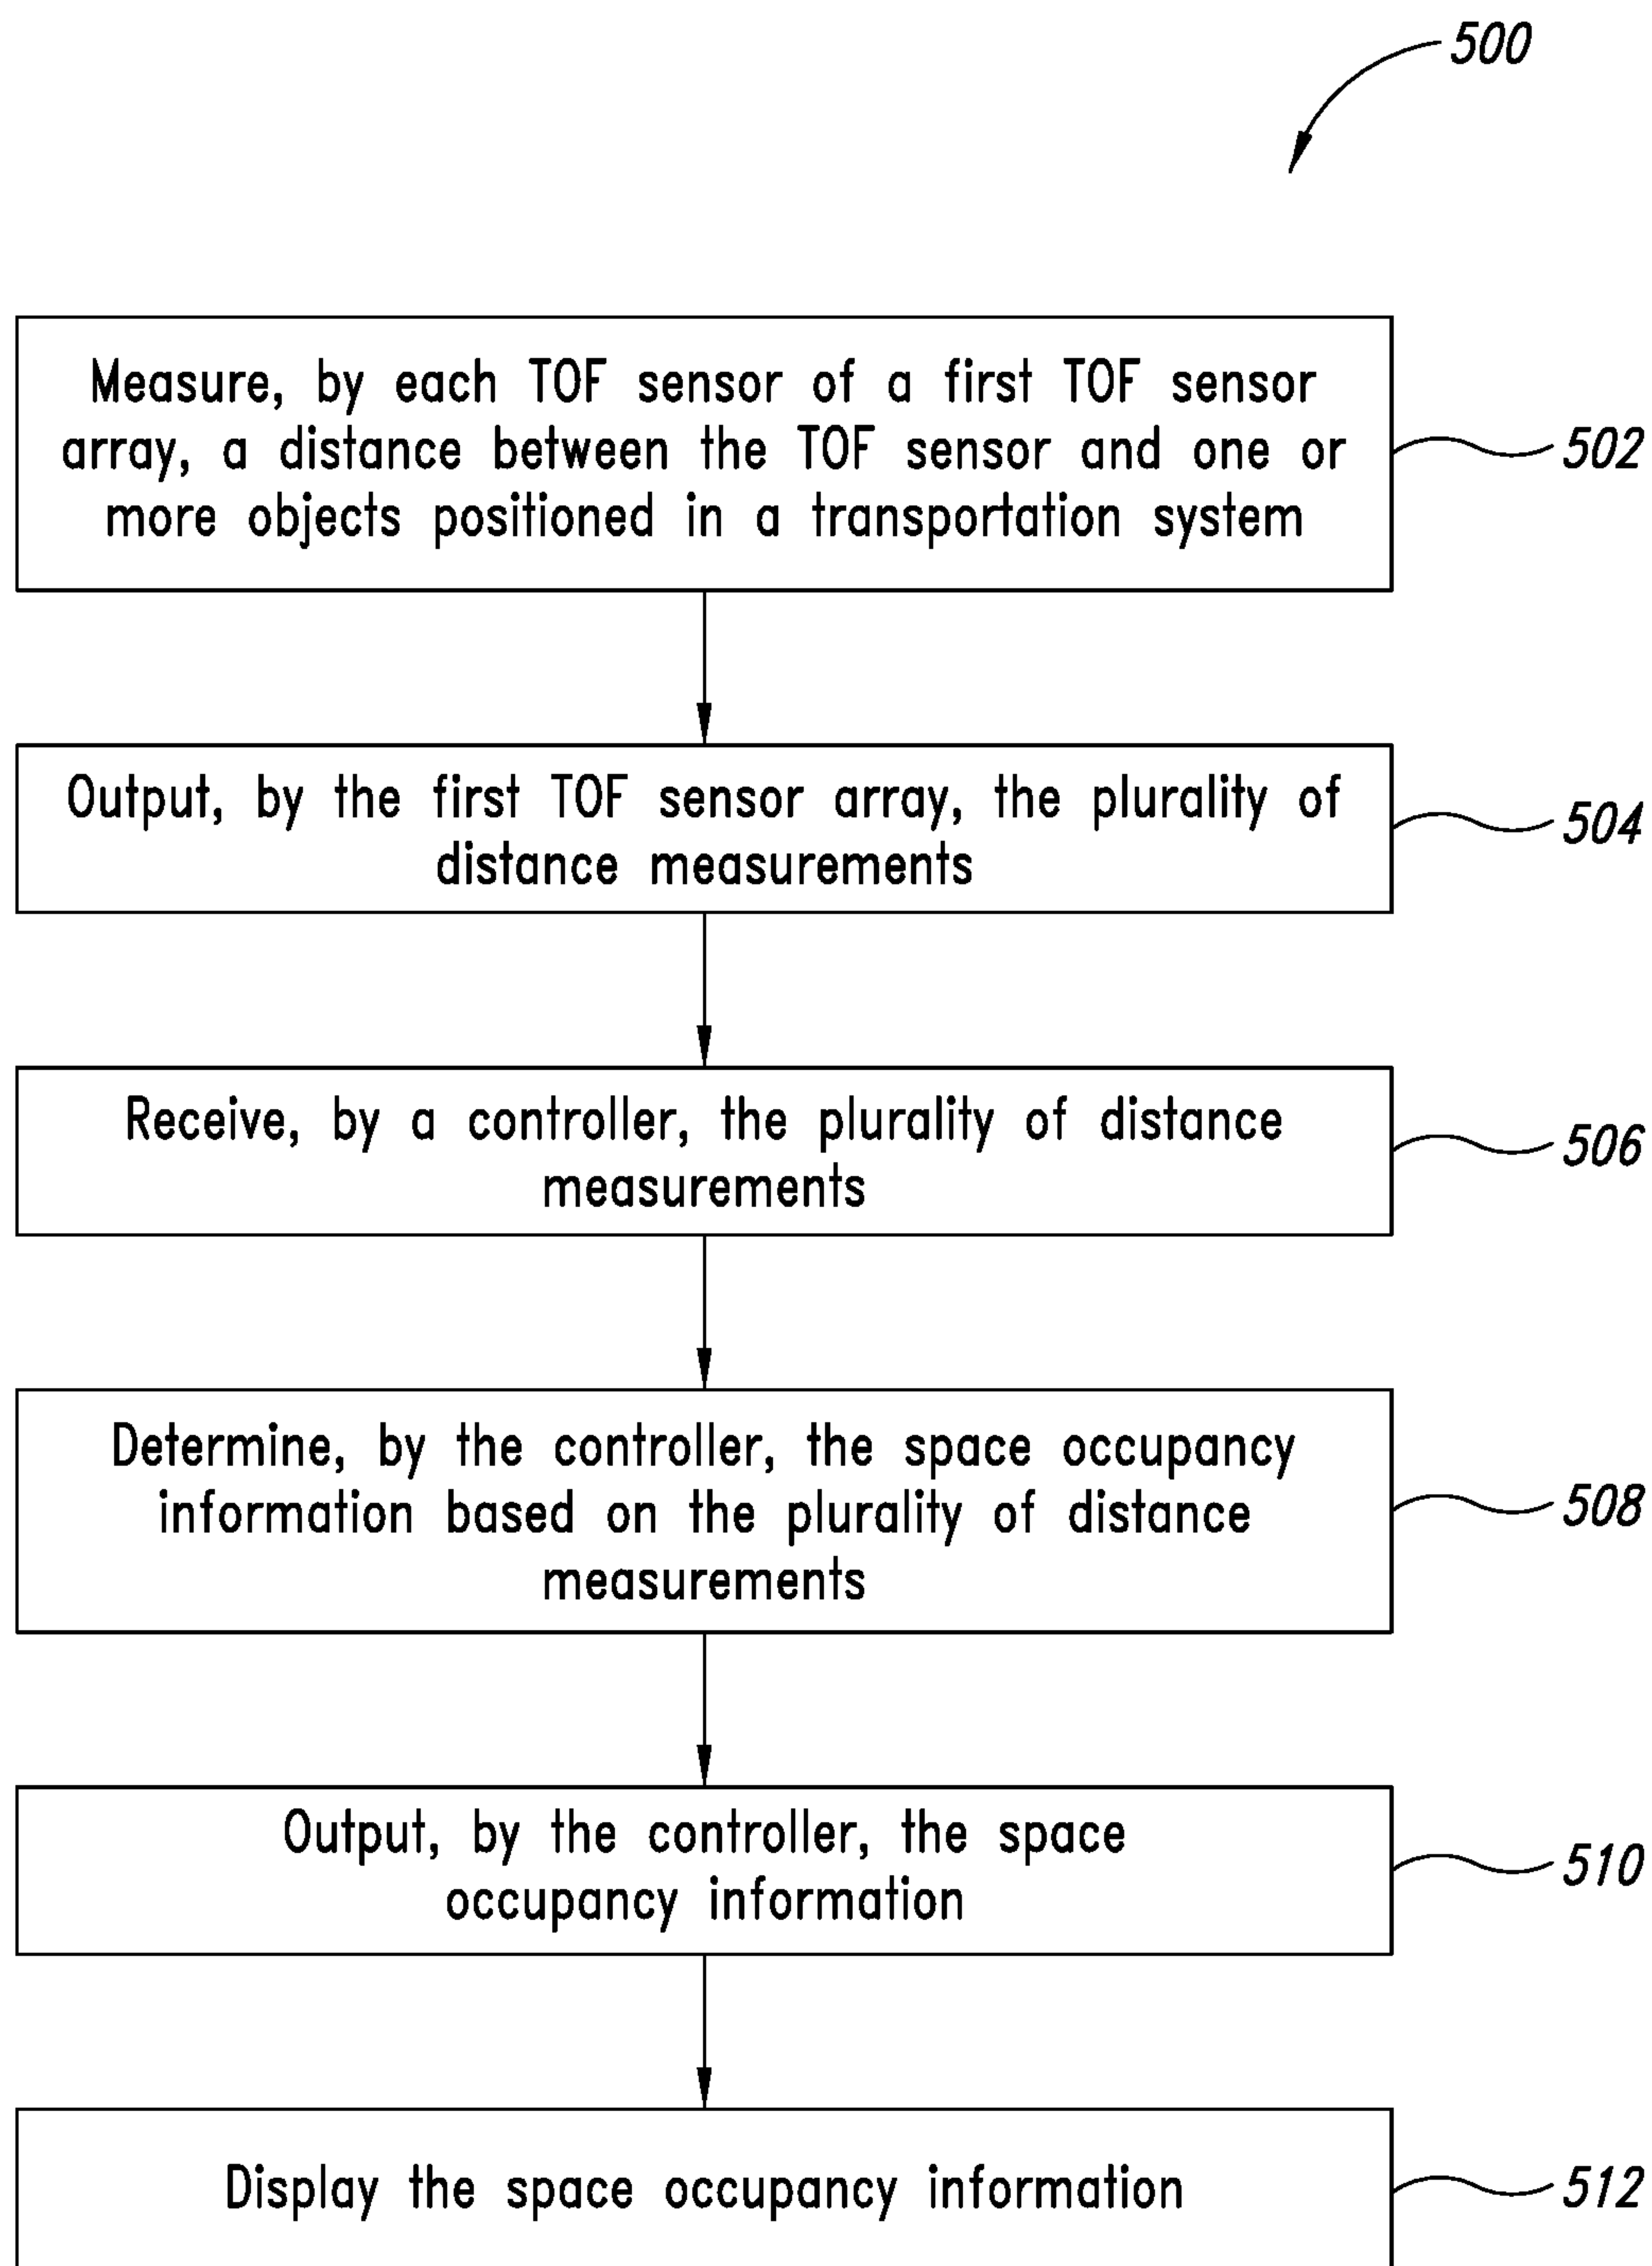 500
Measure, by each TOF sensor of a first TOF sensor
array, a distance between the TOF sensor and one or
more objects positioned in a transportation system
502
Output, by the first TOF sensor array, the plurality of
distance measurements
504
Receive, by a controller, the plurality of distance
measurements
506
Determine, by the controller, the space occupancy
information based on the plurality of distance
measurements
508
Output, by the controller, the space
occupancy information
510
Display the space occupancy information
512